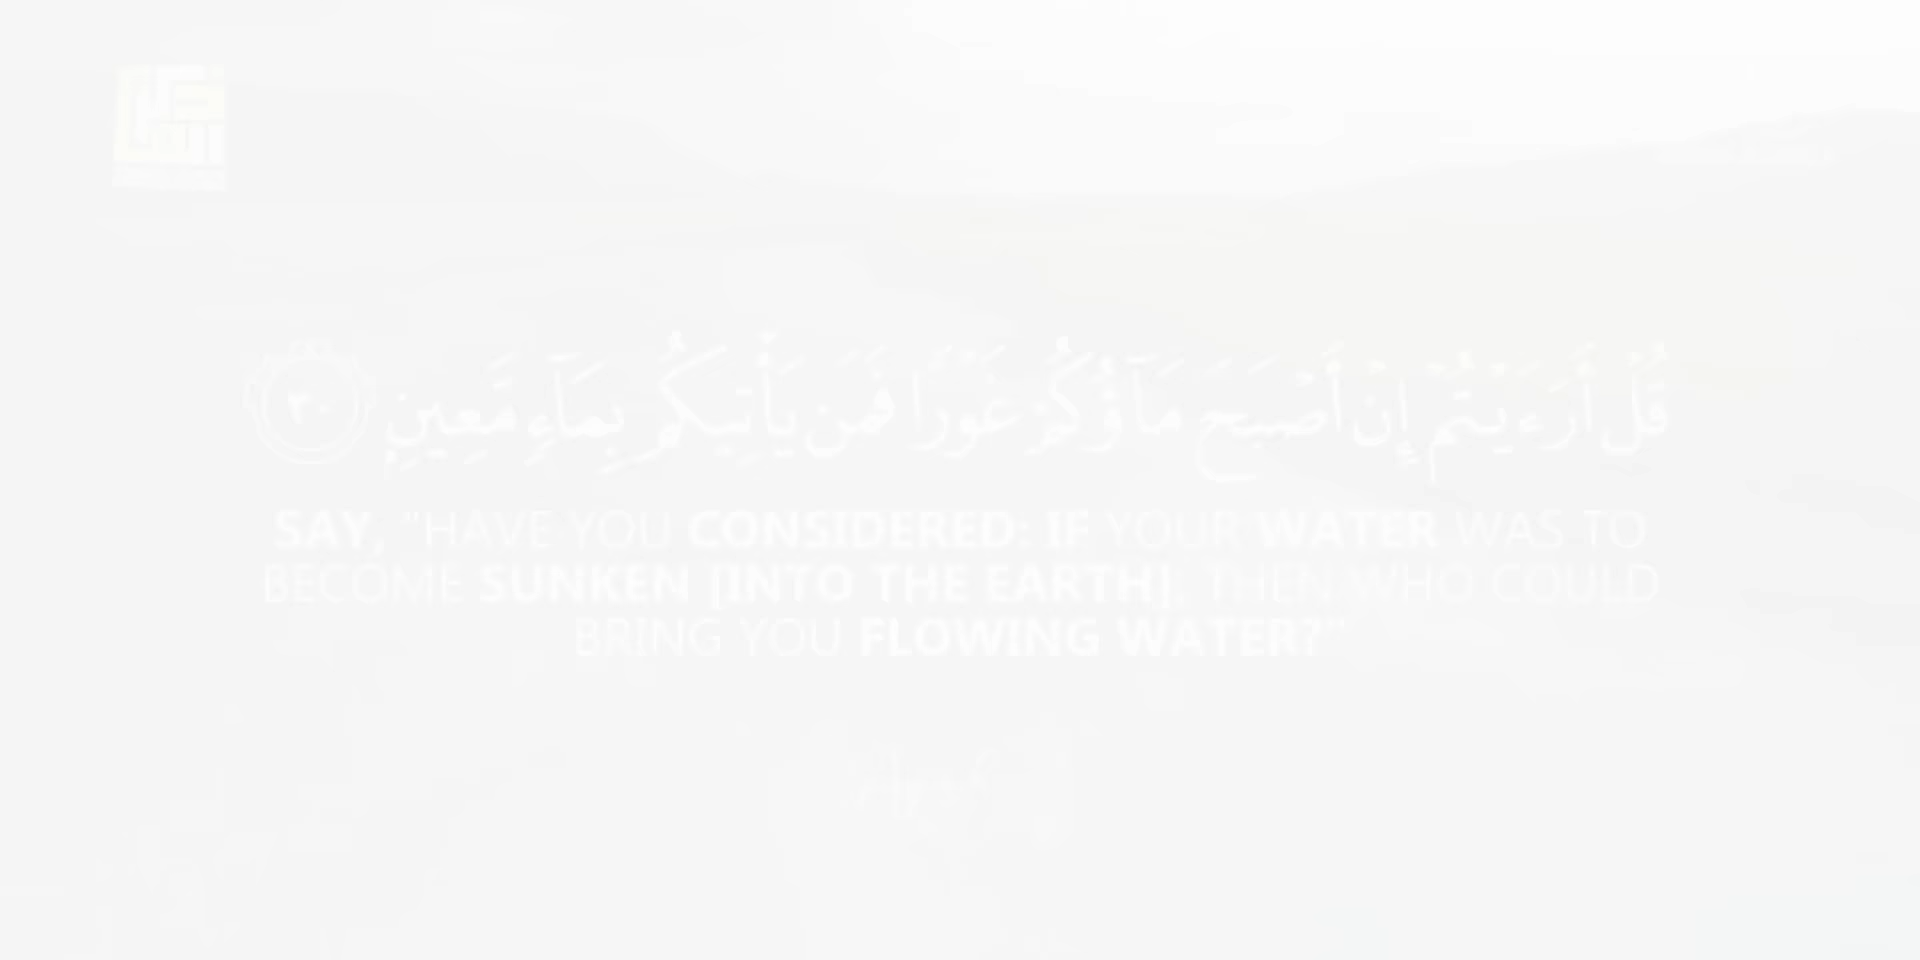 قُلْ أَرَءَيْتُمْ إِنْ أَصْبَحَ مَآؤُكُمْ غَوْرًا فَمَن يَأْتِيكُم بِمَآءٍ مَّعِينٍۭ ٣٠
SAY, "HAVE YOU CONSIDERED: IF YOUR WATER WAS TO
BECOME SUNKEN [INTO THE EARTH], THEN WHO COULD
BRING YOU FLOWING WATER?"